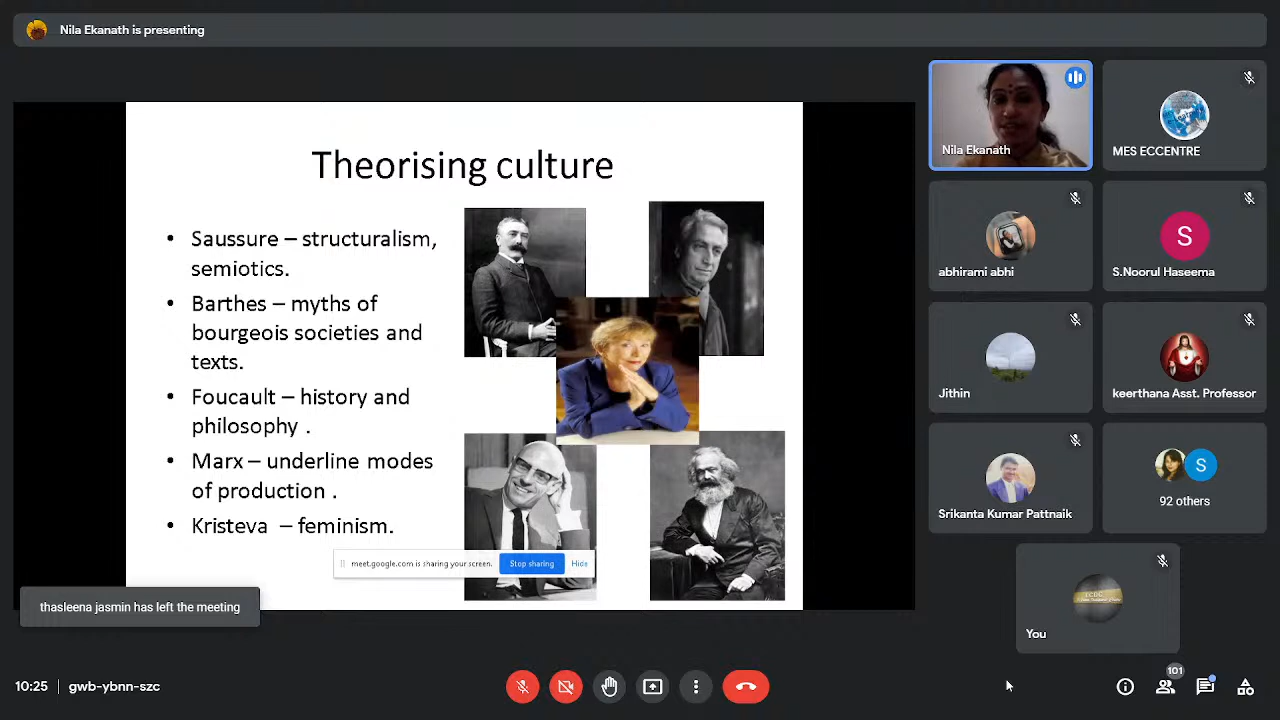 Nila Ekanath is presenting
Theorising culture
• Saussure – structuralism,
semiotics.
• Barthes – myths of
bourgeois societies and
texts.
• Foucault – history and
philosophy .
• Marx – underline modes
of production .
• Kristeva – feminism.
meet.google.com is sharing your screen. Stop sharing Hide
thasleena jasmin has left the meeting
Nila Ekanath
MES ECCENTRE
abhirami abhi
S
S.Noorul Haseema
Jithin
keerthana Asst. Professor
Srikanta Kumar Pattnaik
S
92 others
You
10:25 | gwb-ybnn-szc
101